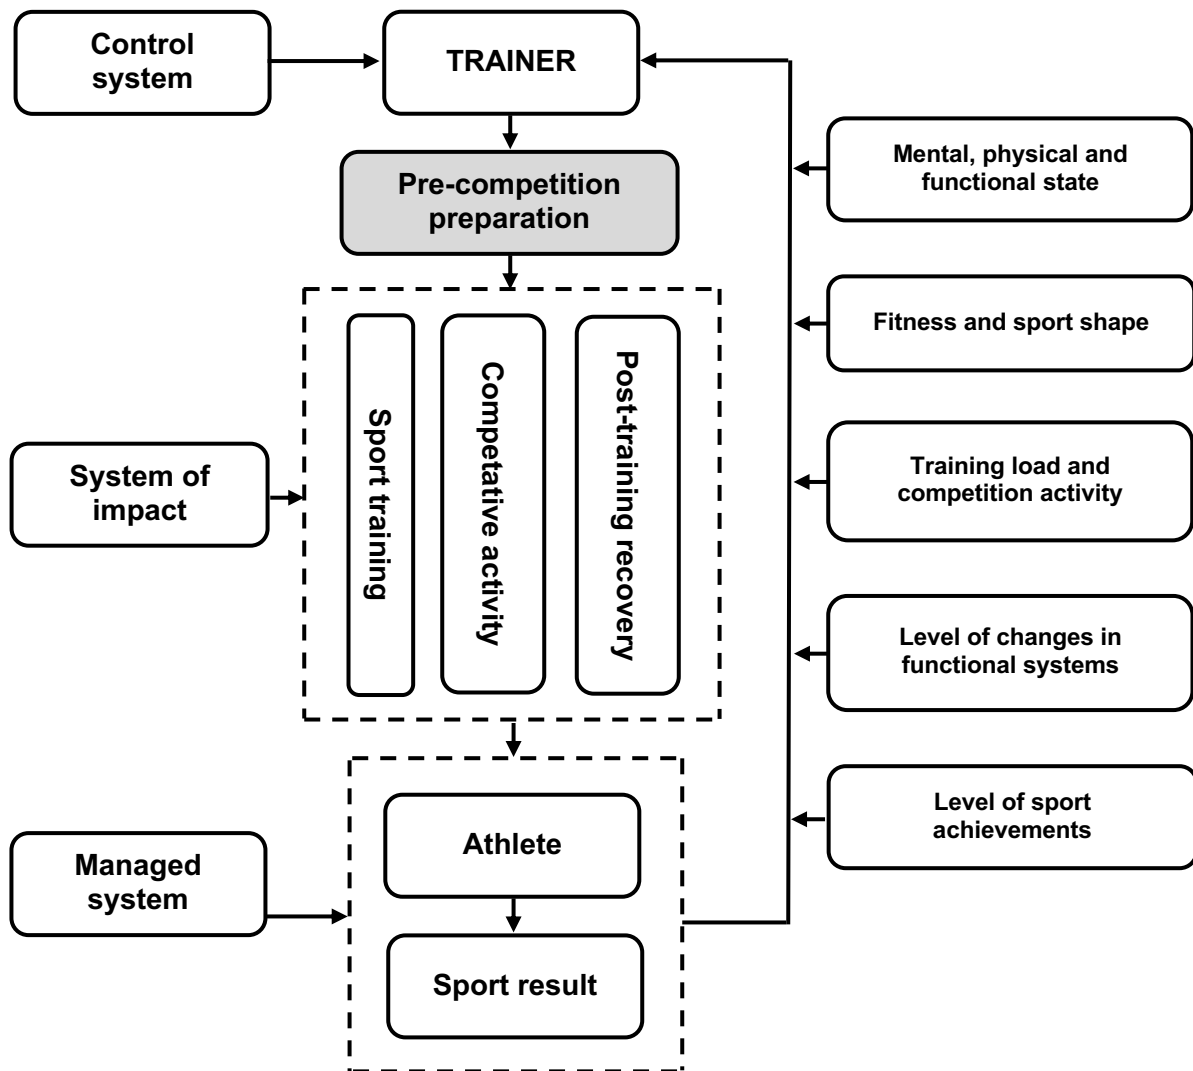 Control
system
TRAINER
Pre-competition
preparation
Mental, physical and
functional state
Fitness and sport shape
Sport training
Competative activity
Post-training recovery
System of
impact
Training load and
competition activity
Level of changes in
functional systems
Level of sport
achievements
Managed
system
Athlete
Sport result